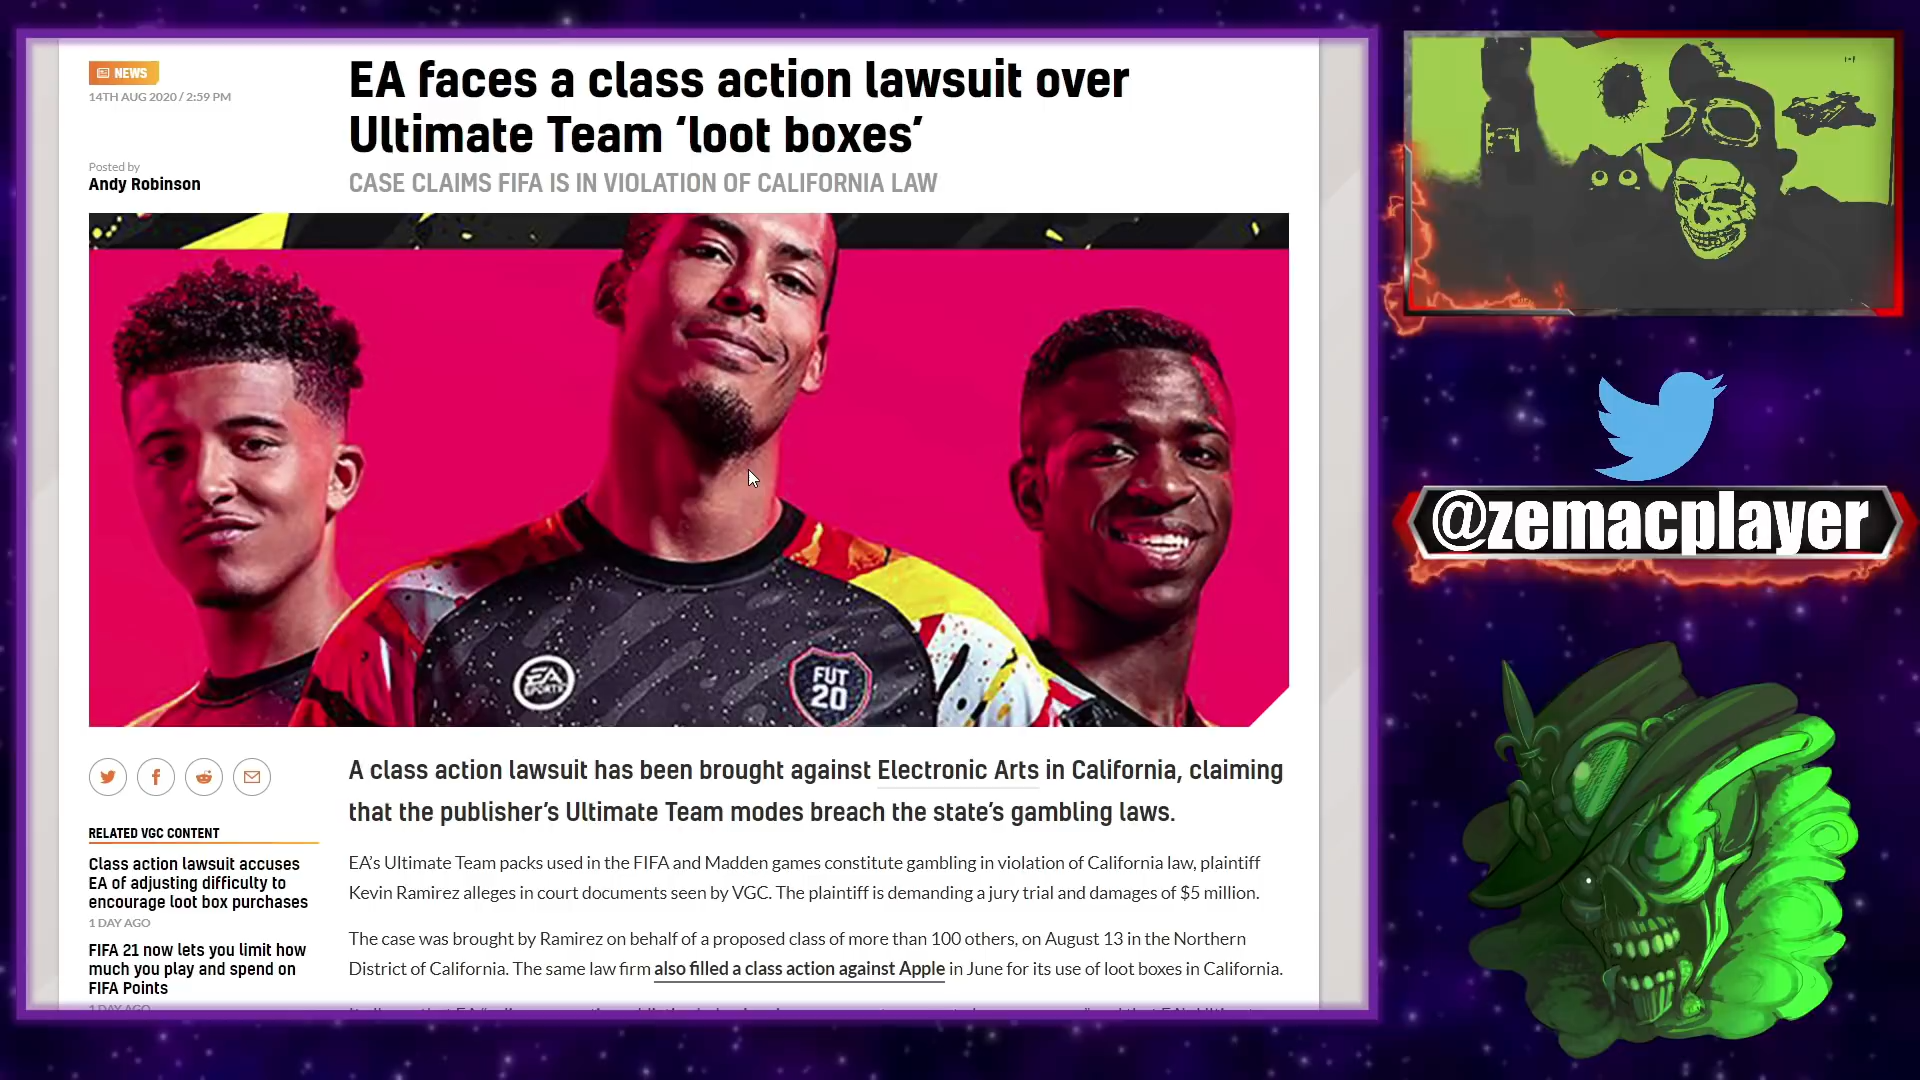 NEWS
14TH AUG 2020 / 2:59 PM
Posted by
Andy Robinson
EA faces a class action lawsuit over
Ultimate Team ‘loot boxes’
CASE CLAIMS FIFA IS IN VIOLATION OF CALIFORNIA LAW
EA
SPORTS
FUT
20
A class action lawsuit has been brought against Electronic Arts in California, claiming
that the publisher’s Ultimate Team modes breach the state’s gambling laws.
EA’s Ultimate Team packs used in the FIFA and Madden games constitute gambling in violation of California law, plaintiff
Kevin Ramirez alleges in court documents seen by VGC. The plaintiff is demanding a jury trial and damages of $5 million.
The case was brought by Ramirez on behalf of a proposed class of more than 100 others, on August 13 in the Northern
District of California. The same law firm also filled a class action against Apple in June for its use of loot boxes in California.
RELATED VGC CONTENT
Class action lawsuit accuses
EA of adjusting difficulty to
encourage loot box purchases
1 DAY AGO
FIFA 21 now lets you limit how
much you play and spend on
FIFA Points
1 DAY AGO
@zemacplayer